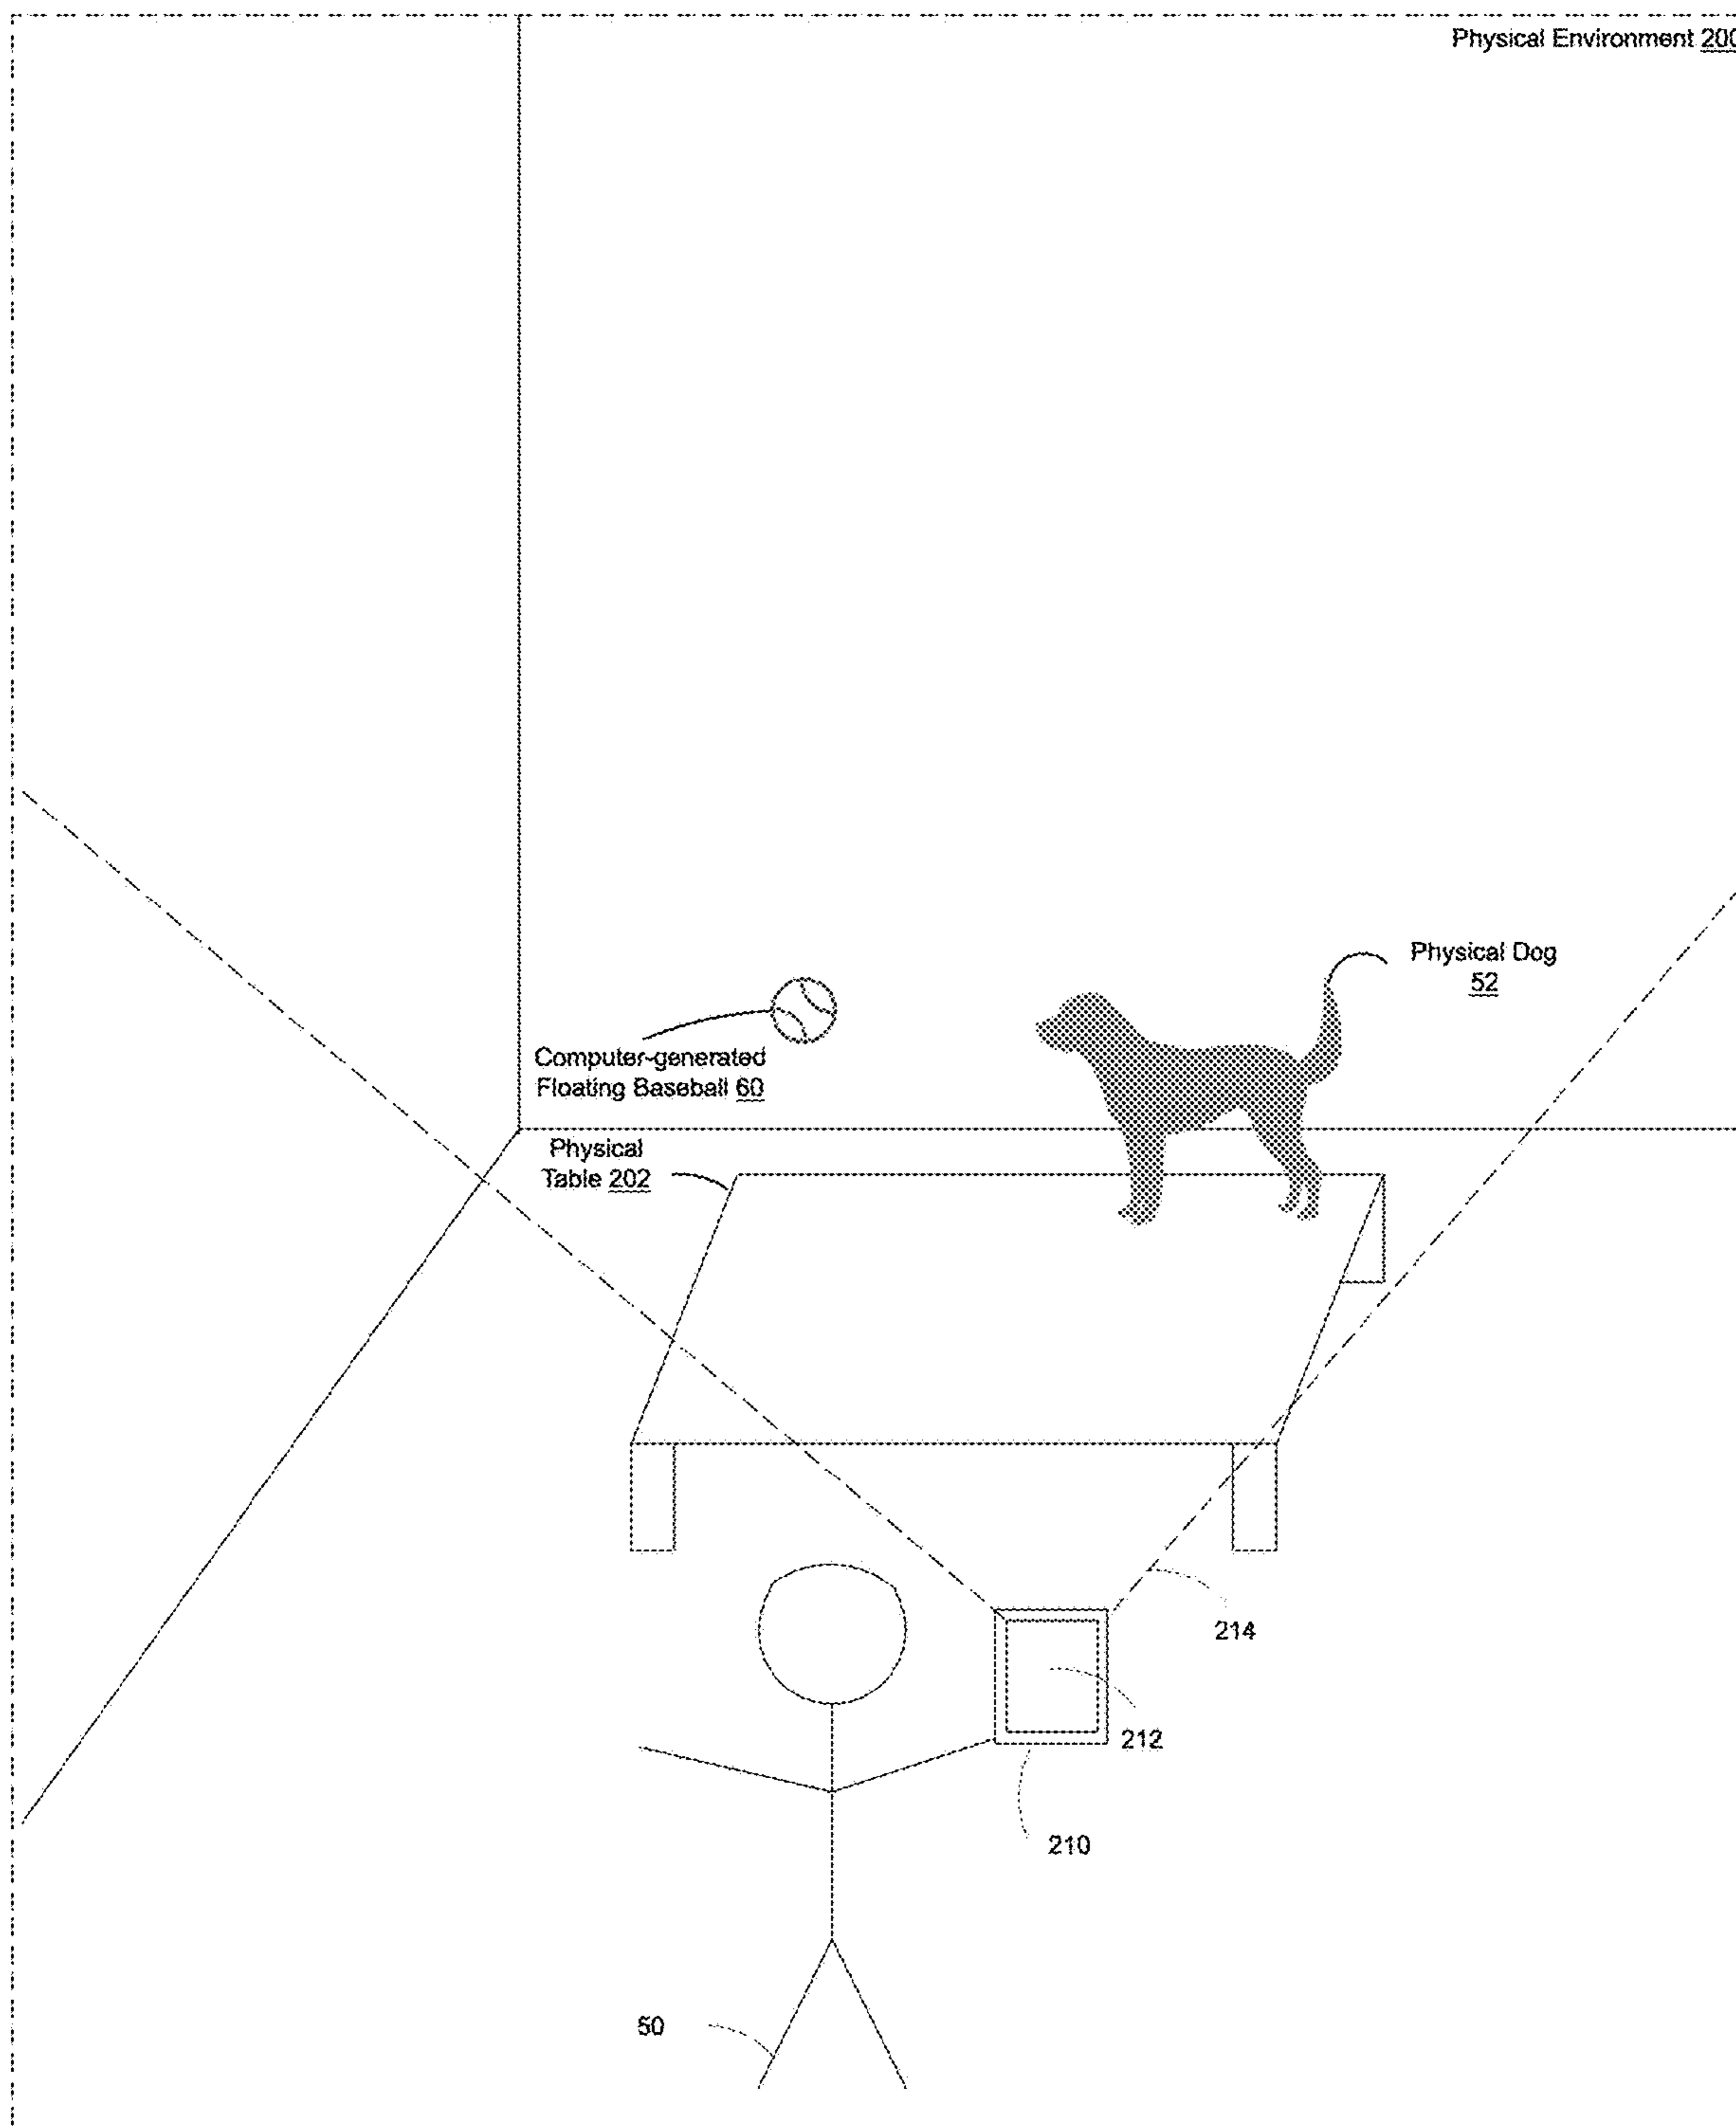 Physical Environment 200
Physical Dog
52
Computer-generated
Floating Baseball 60
Physical
Table 202
214
212
210
50